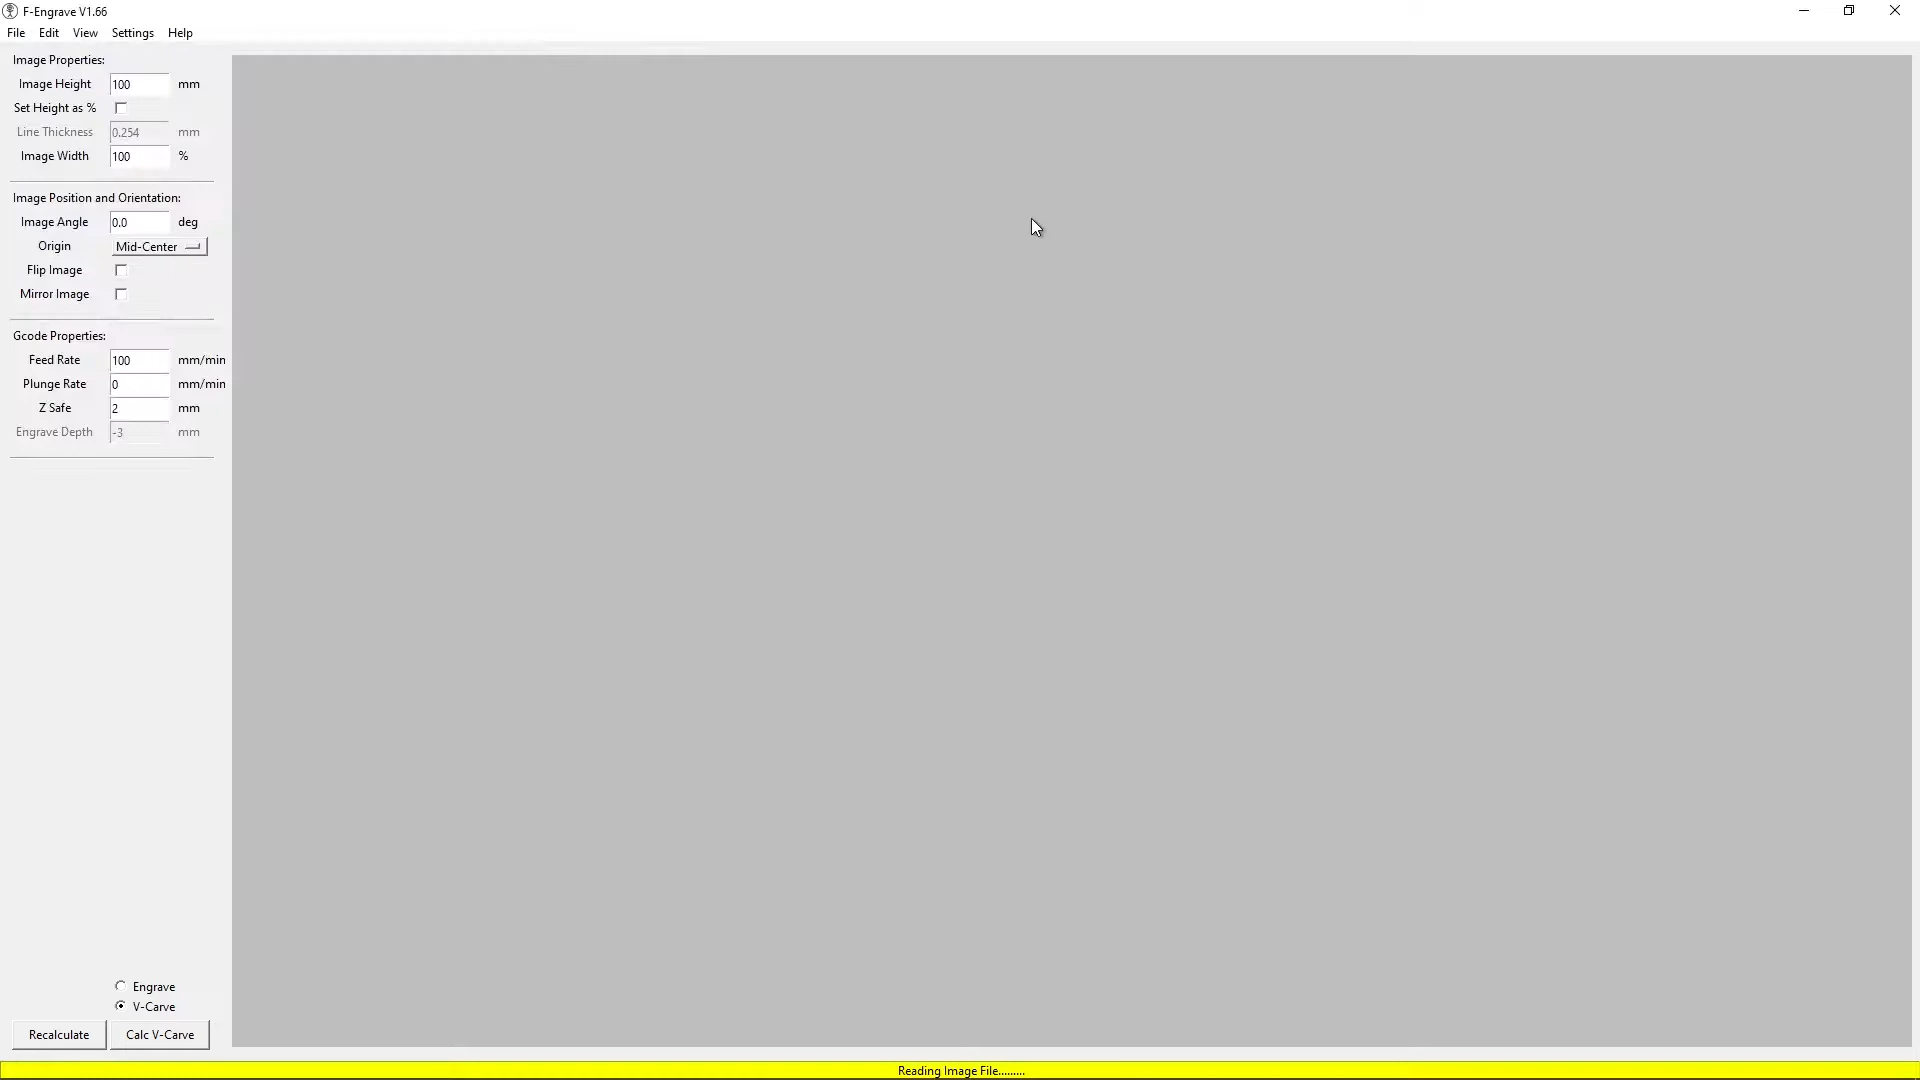 F-Engrave V1.66
File Edit View Settings Help
Image Properties:
Image Height 100 mm
Set Height as %
Line Thickness 0.254 mm
Image Width 100 %
Image Position and Orientation:
Image Angle 0.0 deg
Origin Mid-Center
Flip Image
Mirror Image
Gcode Properties:
Feed Rate 100 mm/min
Plunge Rate 0 mm/min
Z Safe 2 mm
Engrave Depth -3 mm
Engrave
V-Carve
Recalculate Calc V-Carve
Reading Image File.........